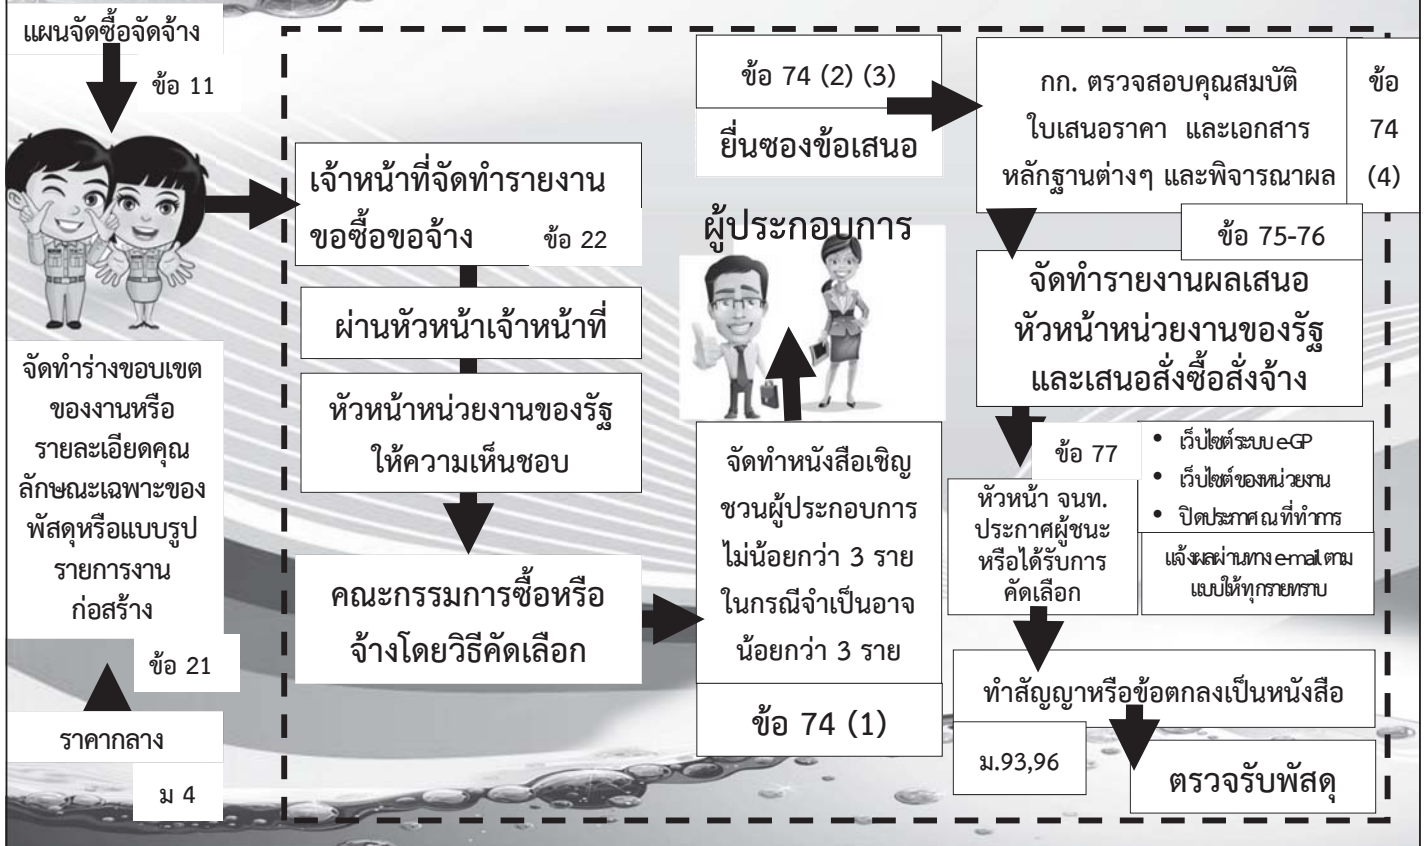 แผนจัดซื้อจัดจ้าง
ข้อ 11
จัดทำร่างขอบเขต
ของงานหรือ
รายละเอียดคุณ
ลักษณะเฉพาะของ
พัสดุหรือแบบรูป
รายการงาน
ก่อสร้าง
ข้อ 21
ราคากลาง
ม 4
เจ้าหน้าที่จัดทำรายงาน
ขอซื้อขอจ้าง
ข้อ 22
ผ่านหัวหน้าเจ้าหน้าที่
หัวหน้าหน่วยงานของรัฐ
ให้ความเห็นชอบ
คณะกรรมการซื้อหรือ
จ้างโดยวิธีคัดเลือก
จัดทำหนังสือเชิญ
ชวนผู้ประกอบการ
ไม่น้อยกว่า 3 ราย
ในกรณีจำเป็นอาจ
น้อยกว่า 3 ราย
ข้อ 74 (1)
ผู้ประกอบการ
ข้อ 74 (2) (3)
ยื่นซองข้อเสนอ
กก. ตรวจสอบคุณสมบัติ
ใบเสนอราคา และเอกสาร
หลักฐานต่างๆ และพิจารณาผล
ข้อ
74
(4)
ข้อ 75-76
จัดทำรายงานผลเสนอ
หัวหน้าหน่วยงานของรัฐ
และเสนอสั่งซื้อสั่งจ้าง
ข้อ 77
หัวหน้า จนท.
ประกาศผู้ชนะ
หรือได้รับการ
คัดเลือก
• เว็บไซต์ระบบ e-GP
• เว็บไซต์ของหน่วยงาน
• ปิดประกาศ ณ ที่ทำการ
แจ้งผลผ่านทาง e-mail ตาม
แบบให้ทุกรายทราบ
ทำสัญญาหรือข้อตกลงเป็นหนังสือ
ม.93,96
ตรวจรับพัสดุ